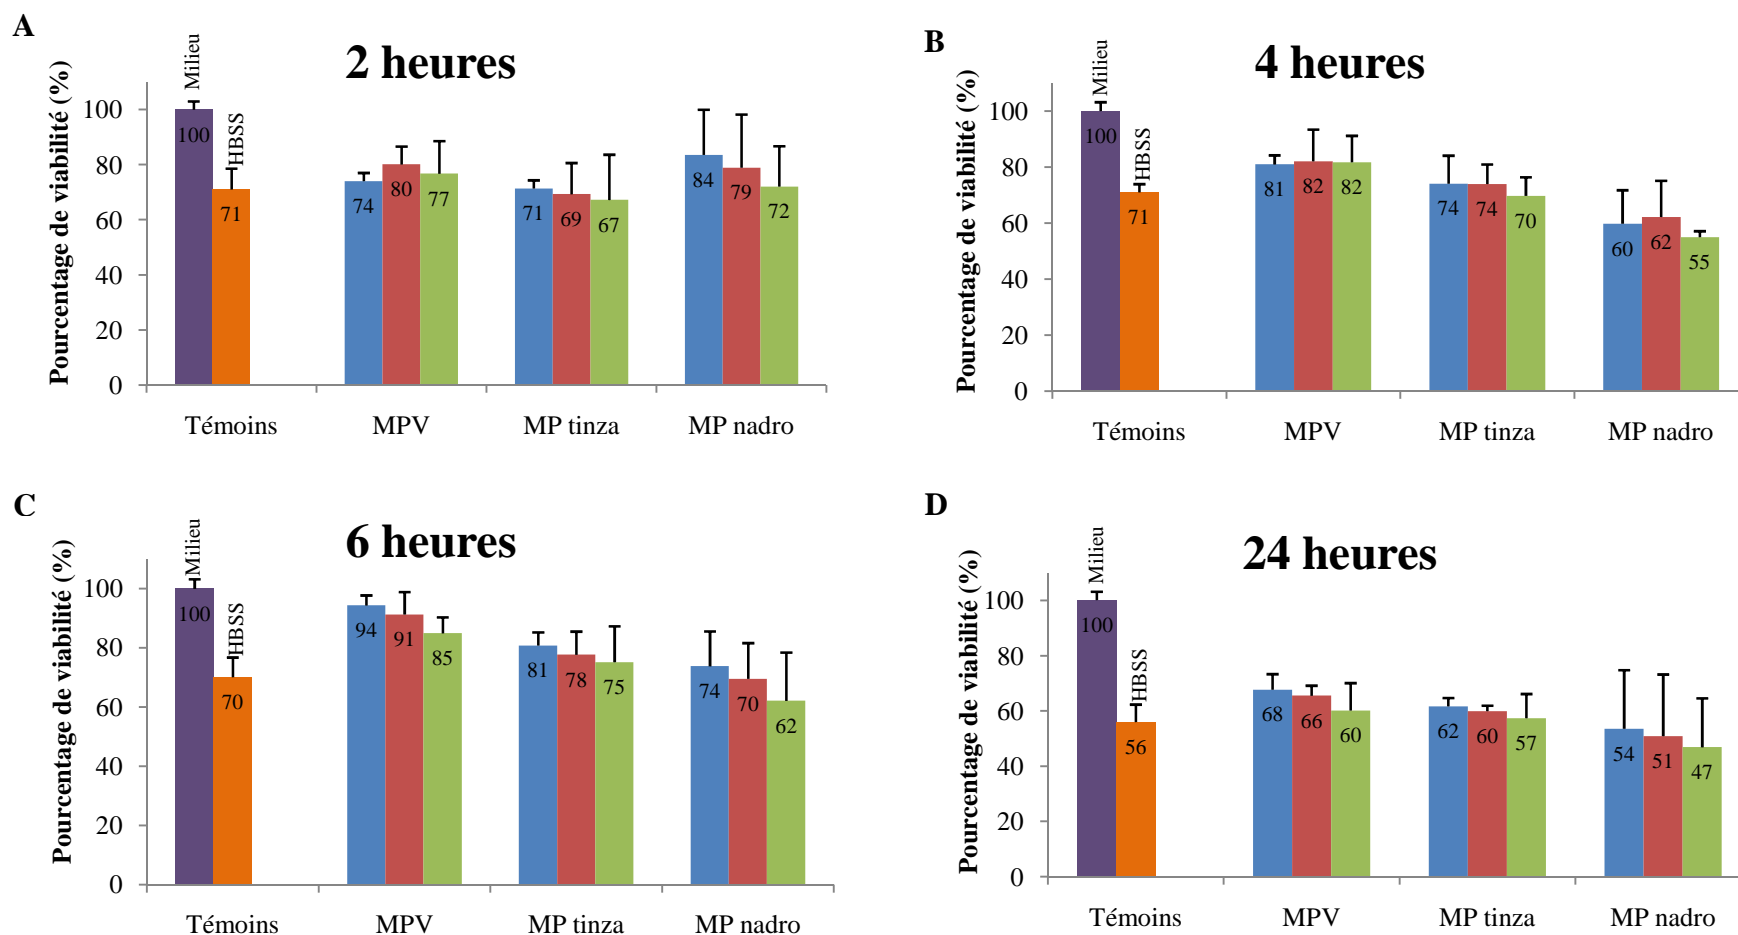 A
2 heures
Pourcentage de viabilité (%)
100
80
60
40
20
0
Milieu
HBSS
100
71
74
80
77
71
69
67
84
79
72
Témoins
MPV
MP tinza
MP nadro
B
4 heures
Pourcentage de viabilité (%)
100
80
60
40
20
0
Milieu
HBSS
100
71
81
82
82
74
74
70
60
62
55
Témoins
MPV
MP tinza
MP nadro
C
6 heures
Pourcentage de viabilité (%)
100
80
60
40
20
0
Milieu
HBSS
100
70
94
91
85
81
78
75
74
70
62
Témoins
MPV
MP tinza
MP nadro
D
24 heures
Pourcentage de viabilité (%)
100
80
60
40
20
0
Milieu
HBSS
100
56
68
66
60
62
60
57
54
51
47
Témoins
MPV
MP tinza
MP nadro